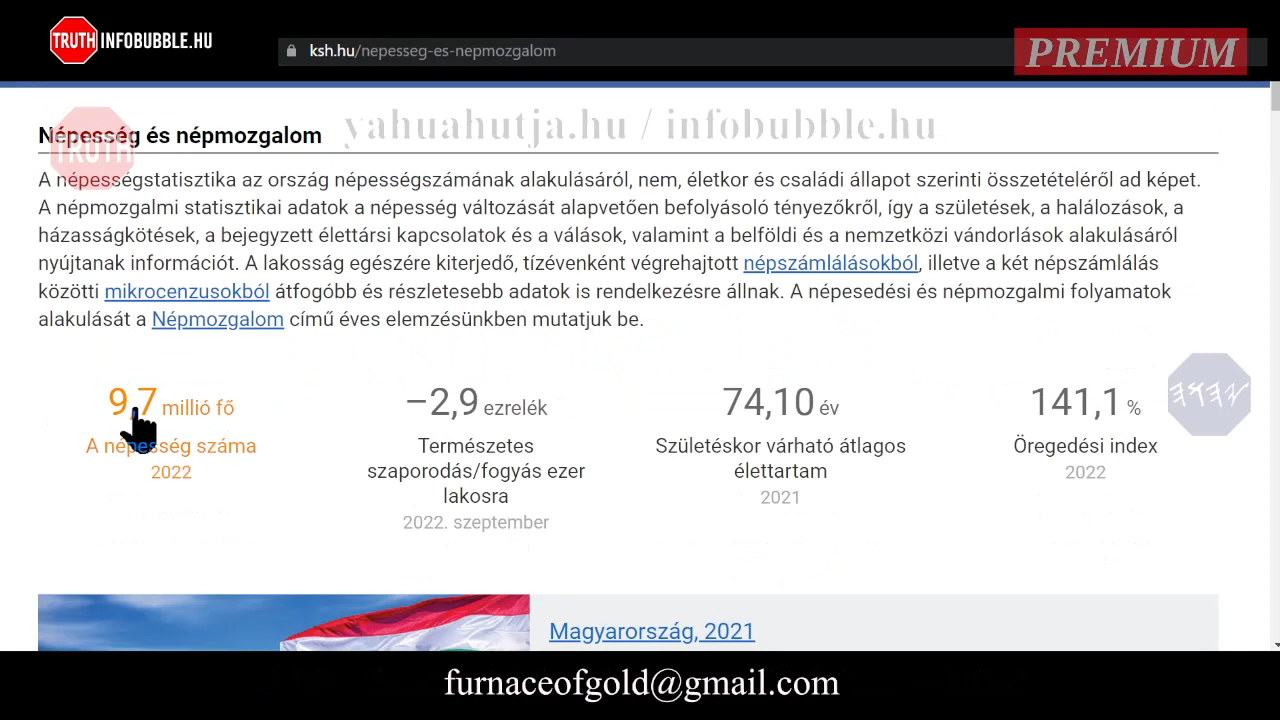 TRUTH INFOBUBBLE.HU
ksh.hu/nepesseg-es-nepmozgalom
PREMIUM
yahuahutja.hu / infobubble.hu
Népesség és népmozgalom
TRUTH
A népességstatisztika az ország népességszámának alakulásáról, nem, életkor és családi állapot szerinti összetételéről ad képet.
A népmozgalmi statisztikai adatok a népesség változását alapvetően befolyásoló tényezőkről, így a születések, a halálozások, a
házasságkötések, a bejegyzett élettársi kapcsolatok és a válások, valamint a belföldi és a nemzetközi vándorlások alakulásáról
nyújtanak információt. A lakosság egészére kiterjedő, tízévenként végrehajtott népszámlálásokból, illetve a két népszámlálás
közötti mikrocenzusokból átfogóbb és részletesebb adatok is rendelkezésre állnak. A népesedési és népmozgalmi folyamatok
alakulását a Népmozgalom című éves elemzésünkben mutatjuk be.
9,7 millió fő
A népesség száma
2022
−2,9 ezrelék
Természetes
szaporodás/fogyás ezer
lakosra
2022. szeptember
74,10 év
Születéskor várható átlagos
élettartam
2021
141,1 %
Öregedési index
2022
Magyarország, 2021
furnaceofgold@gmail.com